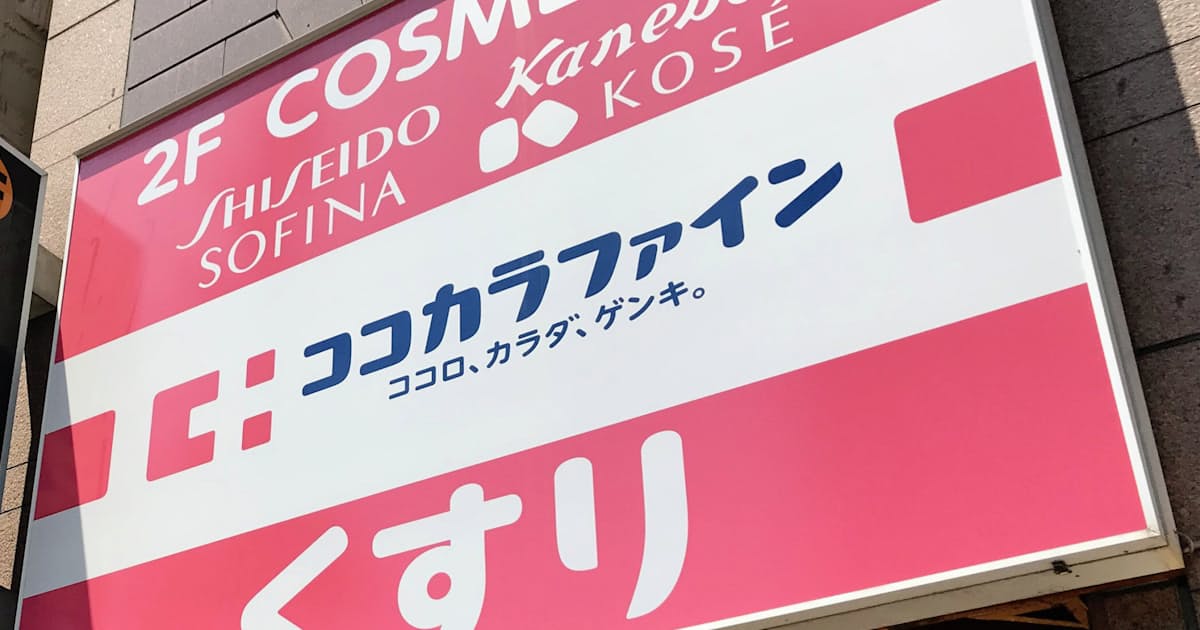 2F COSME
SHISEIDO Kanebo
SOFINA KOSÉ
ココカラファイン
ココロ、カラダ、ゲンキ。
くすり